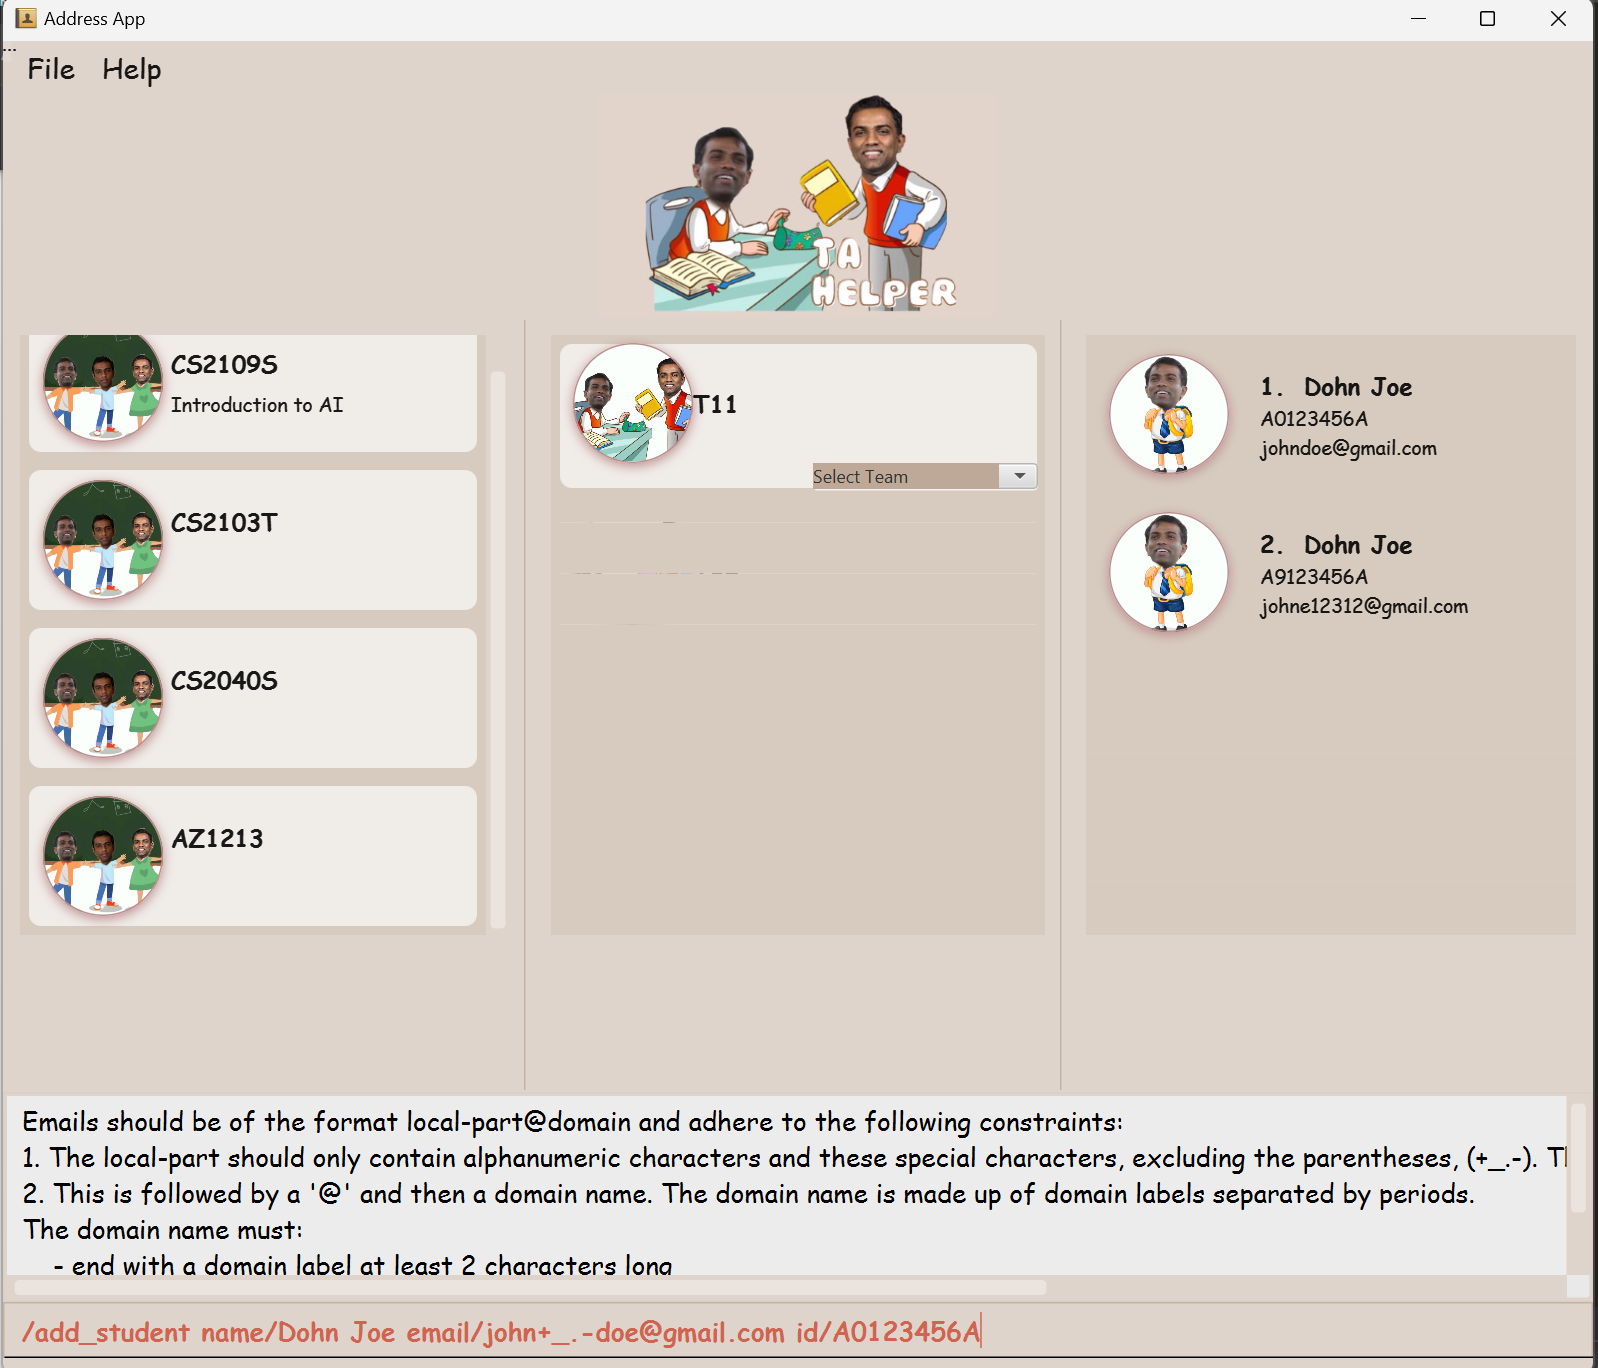 Address App
...
File Help
TA
HELPER
CS2109S
Introduction to AI
CS2103T
CS2040S
AZ1213
T11
Select Team
1. Dohn Joe
A0123456A
johndoe@gmail.com
2. Dohn Joe
A9123456A
johne12312@gmail.com
Emails should be of the format local-part@domain and adhere to the following constraints:
1. The local-part should only contain alphanumeric characters and these special characters, excluding the parentheses, (+_.-).
2. This is followed by a '@' and then a domain name. The domain name is made up of domain labels separated by periods.
The domain name must:
- end with a domain label at least 2 characters long
/add_student name/Dohn Joe email/john+_.-doe@gmail.com id/A0123456A